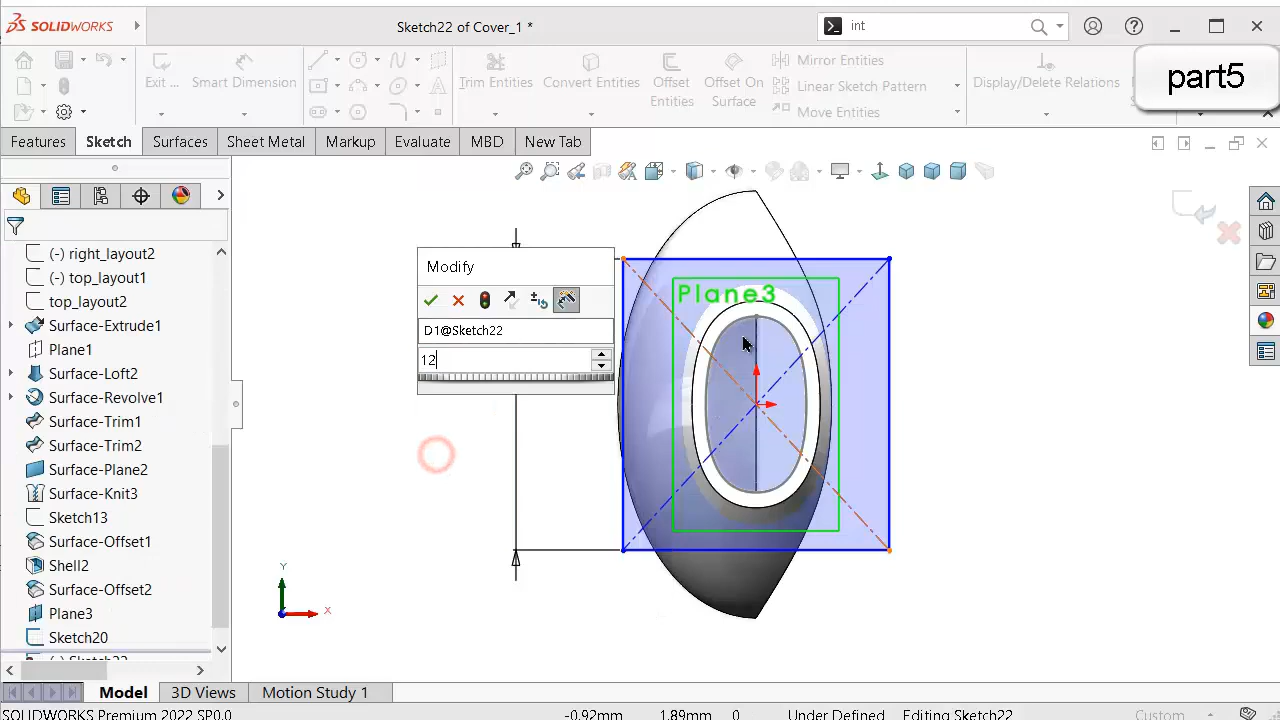 SOLIDWORKS
Sketch22 of Cover_1 *
int
Exit ...
Smart Dimension
Trim Entities
Convert Entities
Offset
Entities
Offset On
Surface
Mirror Entities
Linear Sketch Pattern
Move Entities
Display/Delete Relations
part5
Features
Sketch
Surfaces
Sheet Metal
Markup
Evaluate
MBD
New Tab
(-) right_layout2
(-) top_layout1
top_layout2
Surface-Extrude1
Plane1
Surface-Loft2
Surface-Revolve1
Surface-Trim1
Surface-Trim2
Surface-Plane2
Surface-Knit3
Sketch13
Surface-Offset1
Shell2
Surface-Offset2
Plane3
Sketch20
(-) Sketch22
Modify
D1@Sketch22
12
Plane3
Y
X
Model
3D Views
Motion Study 1
SOLIDWORKS Premium 2022 SP0.0
-0.02mm
1.89mm
0
Under Defined
Editing Sketch22
Custom